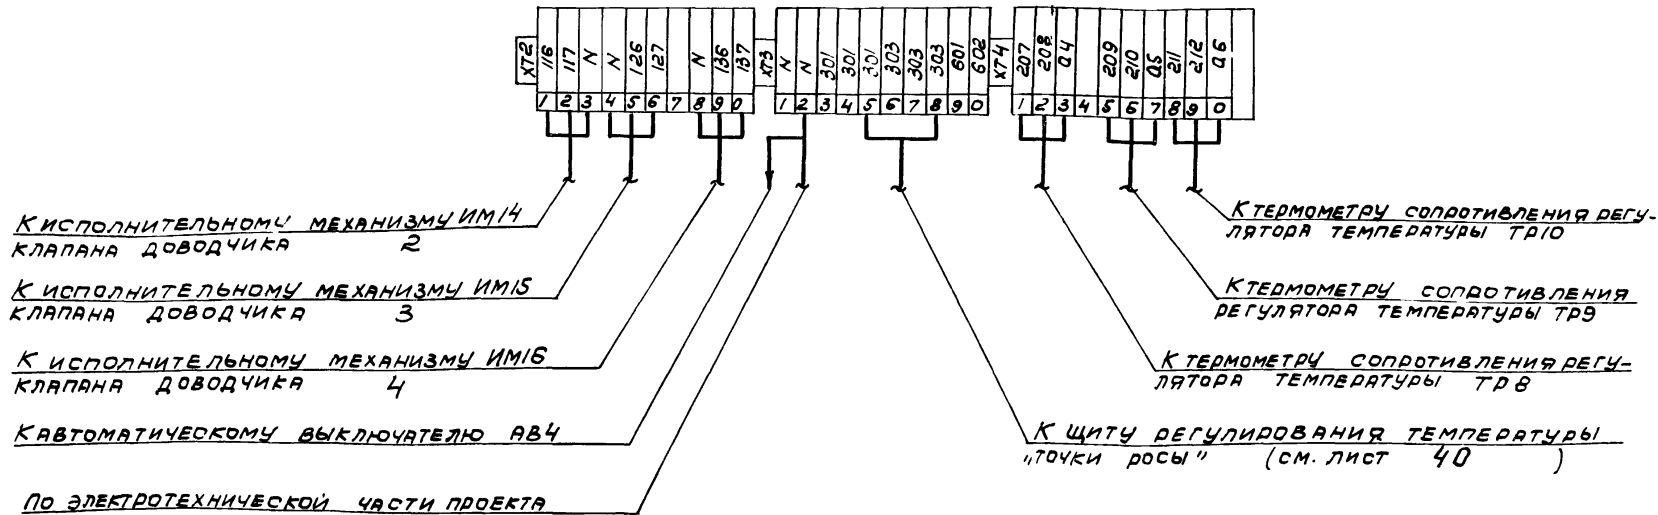 ХТ2 116 117 N N 126 127 N 136 137 ХТ3 N N 301 301 301 303 303 303 601 602 ХТ4 207 208 а4 209 210 а5 211 212 а6
1 2 3 4 5 6 7 8 9 0 1 2 3 4 5 6 7 8 9 0 1 2 3 4 5 6 7 8 9 0
К исполнительному механизму ИМ14
клапана доводчика 2
К исполнительному механизму ИМ15
клапана доводчика 3
К исполнительному механизму ИМ16
клапана доводчика 4
К автоматическому выключателю АВ4
По электротехнической части проекта
К термометру сопротивления регу-
лятора температуры ТР10
К термометру сопротивления
регулятора температуры ТР9
К термометру сопротивления регу-
лятора температуры ТР8
К щиту регулирования температуры
„точки росы" (см. лист 40 )